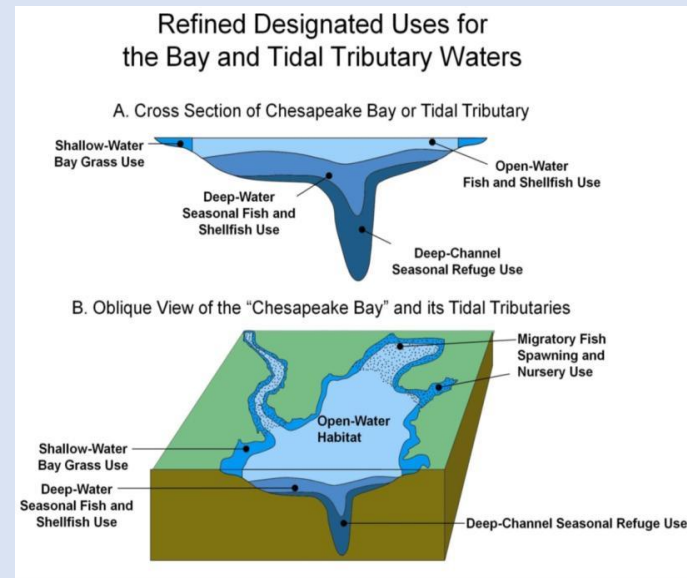 Refined Designated Uses for
the Bay and Tidal Tributary Waters
A. Cross Section of Chesapeake Bay or Tidal Tributary
Shallow-Water
Bay Grass Use
Open-Water
Fish and Shellfish Use
Deep-Water
Seasonal Fish and
Shellfish Use
Deep-Channel
Seasonal Refuge Use
B. Oblique View of the “Chesapeake Bay” and its Tidal Tributaries
Migratory Fish
Spawning and
Nursery Use
Open-Water
Habitat
Shallow-Water
Bay Grass Use
Deep-Water
Seasonal Fish and
Shellfish Use
Deep-Channel Seasonal Refuge Use